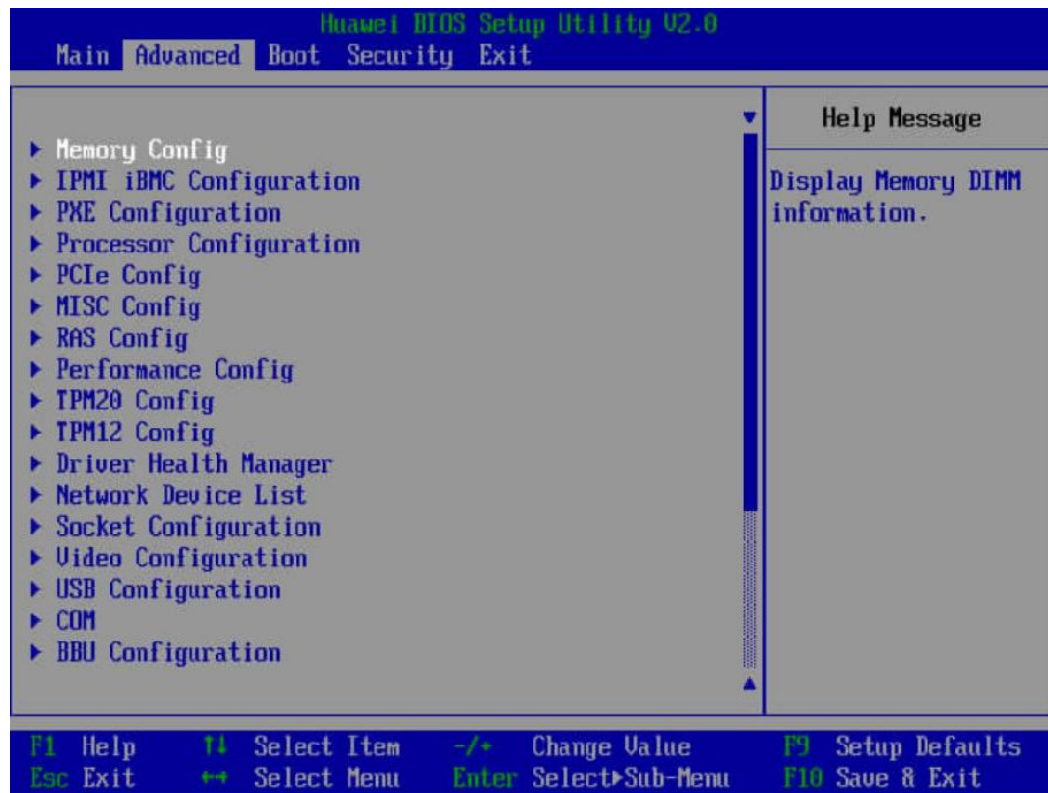 Huawei BIOS Setup Utility V2.0
Main Advanced Boot Security Exit
Help Message
Display Memory DIMM
information.
Memory Config
IPMI iBMC Configuration
PXE Configuration
Processor Configuration
PCIe Config
MISC Config
RAS Config
Performance Config
TPM20 Config
TPM12 Config
Driver Health Manager
Network Device List
Socket Configuration
Video Configuration
USB Configuration
COM
BBU Configuration
F1 Help ↑↓ Select Item -/+ Change Value F9 Setup Defaults
Esc Exit ←→ Select Menu Enter Select▶Sub-Menu F10 Save & Exit